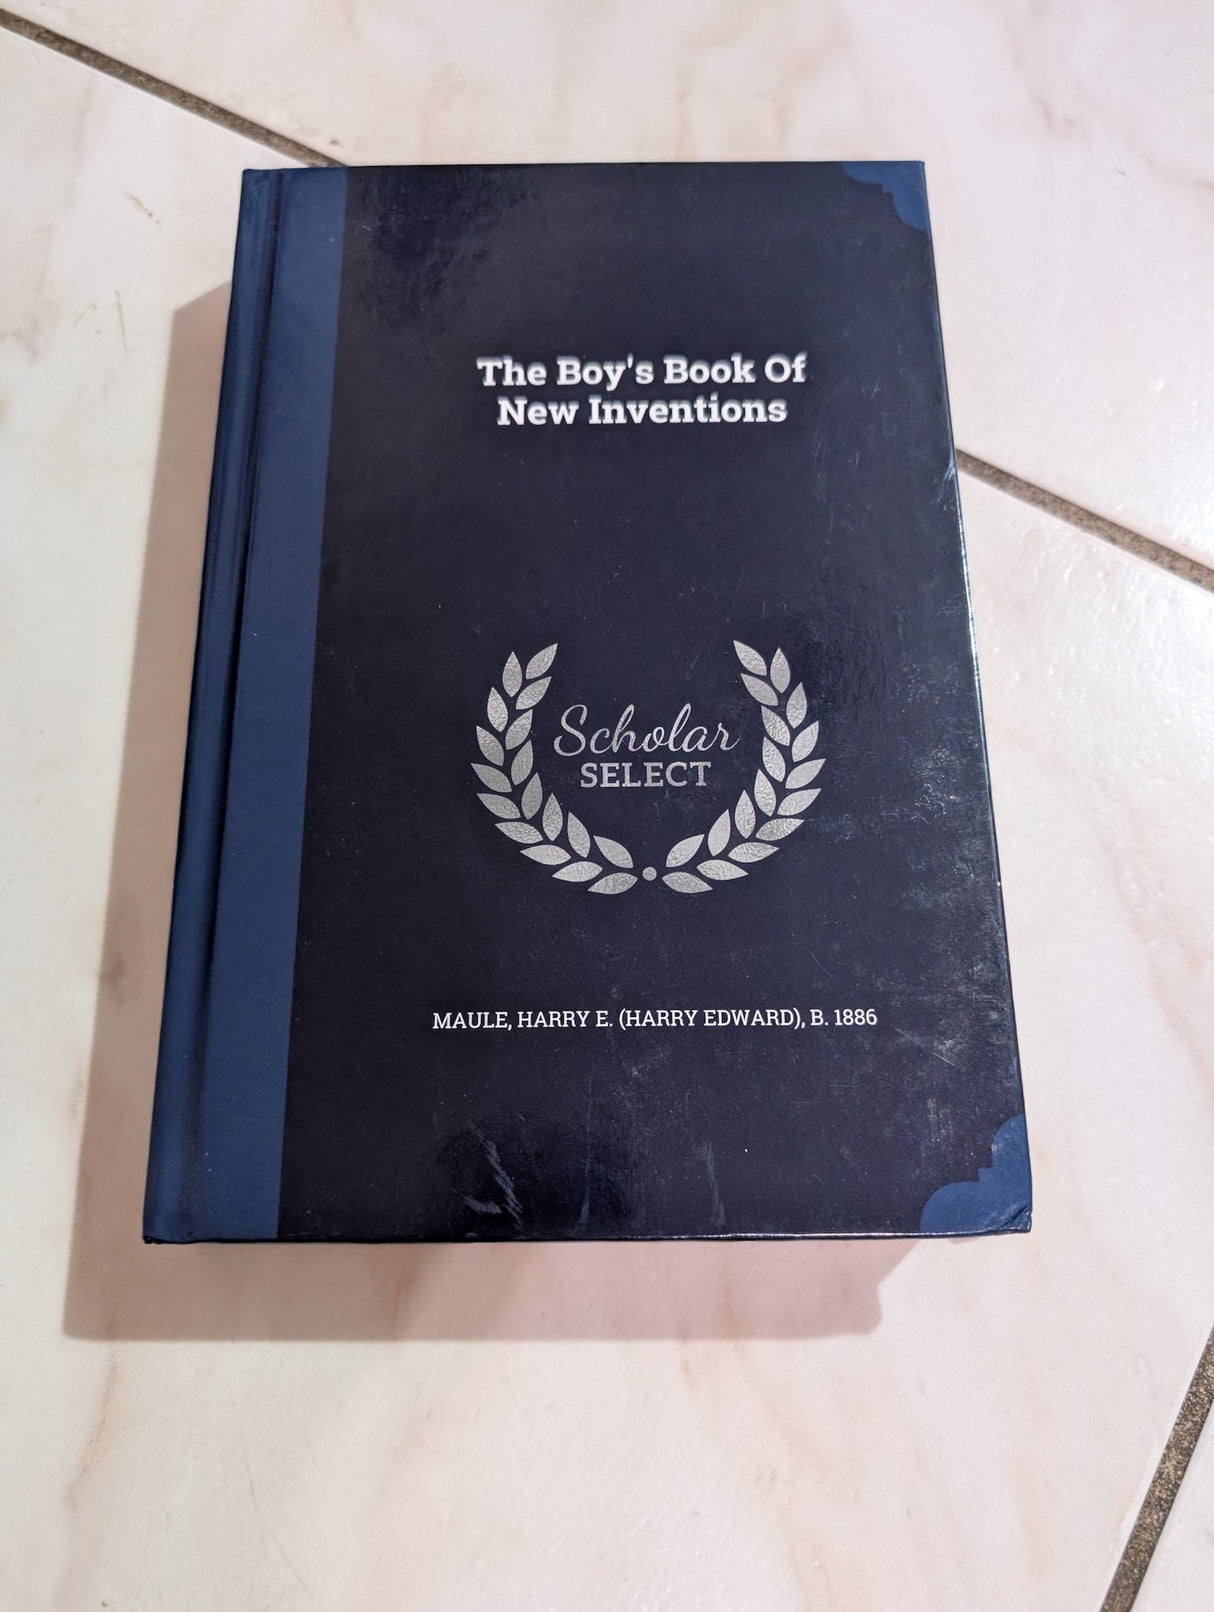 The Boy's Book Of
New Inventions
Scholar
SELECT
MAULE, HARRY E. (HARRY EDWARD), B. 1886